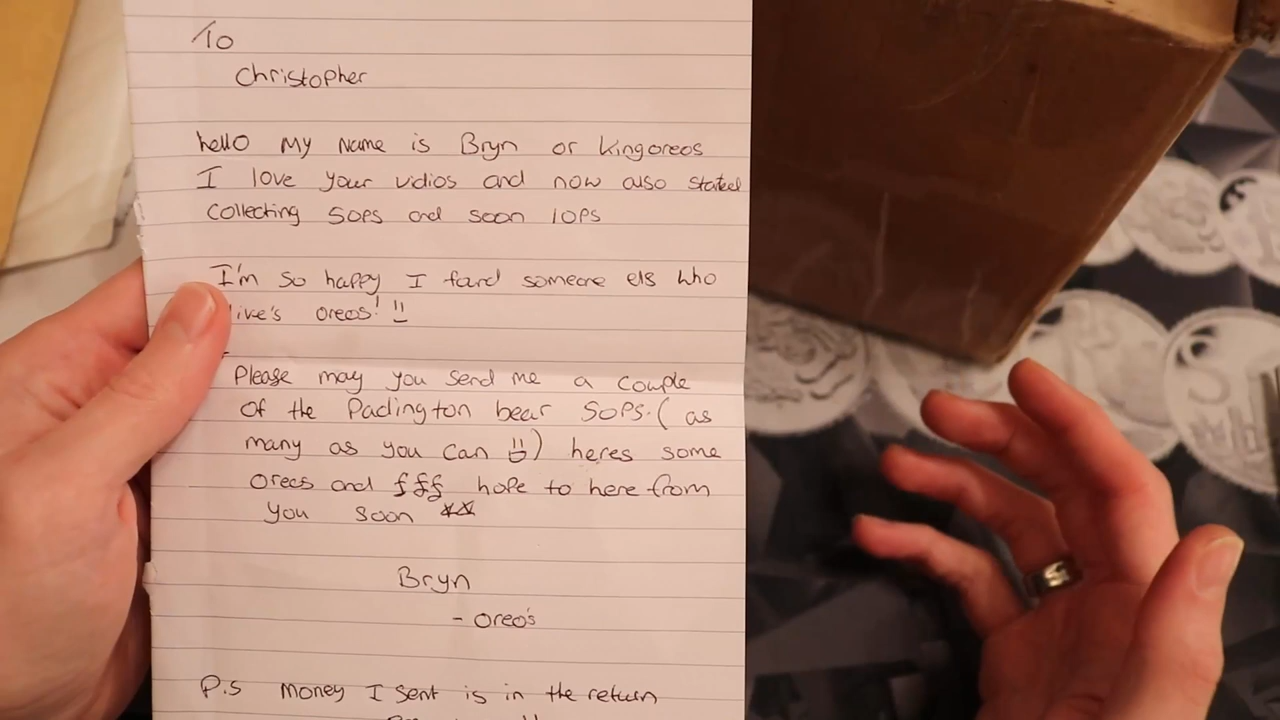 To
Christopher
hello My Name is Bryn or Kingoreos
I love your vidios and now also stated
Collecting 50Ps and soon 10Ps
I'm so happy I fand someone els who
live's oreos!
Please may you send me a couple
of the Padington bear 50Ps. (as
many as you can ) heres some
oreos and £££ hope to here from
you soon
Bryn
- Oreo's
P.S money I sent is in the return